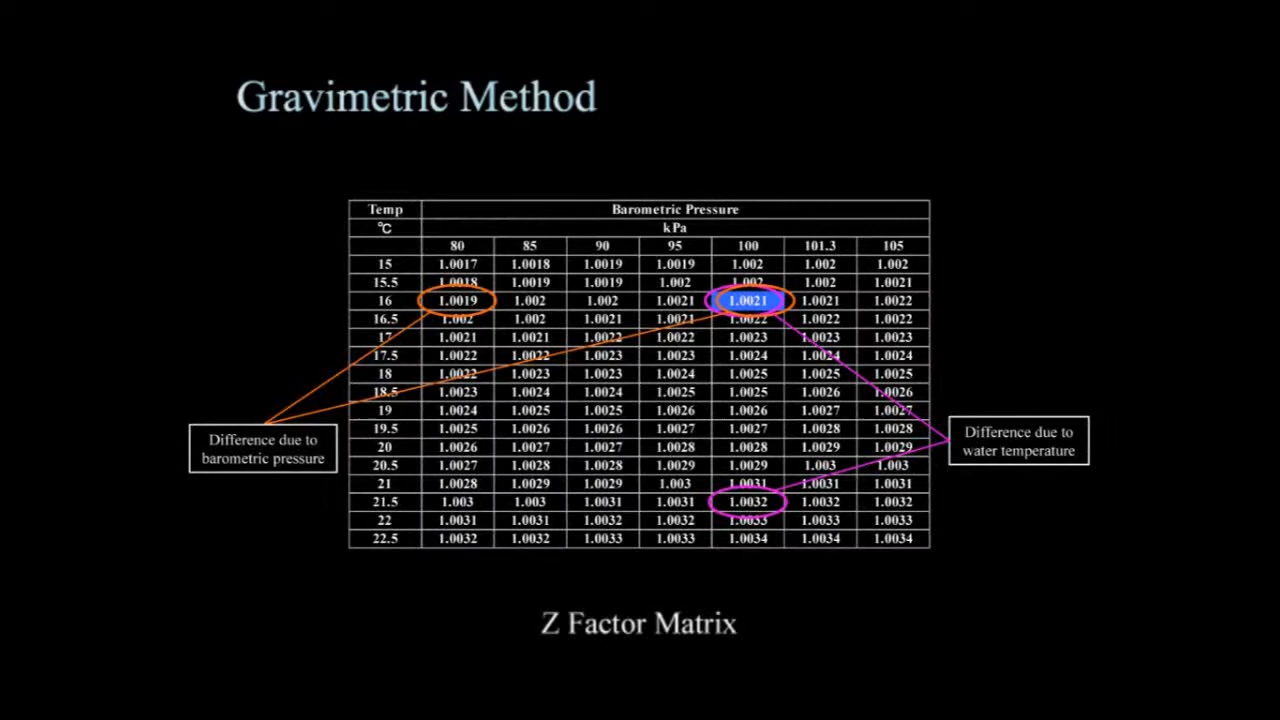 Gravimetric Method
Temp Barometric Pressure
℃ kPa
80 85 90 95 100 101.3 105
15 1.0017 1.0018 1.0019 1.0019 1.002 1.002 1.002
15.5 1.0018 1.0019 1.0019 1.002 1.002 1.002 1.0021
16 1.0019 1.002 1.002 1.0021 1.0021 1.0021 1.0022
16.5 1.002 1.002 1.0021 1.0021 1.0022 1.0022 1.0022
17 1.0021 1.0021 1.0022 1.0022 1.0023 1.0023 1.0023
17.5 1.0022 1.0022 1.0023 1.0023 1.0024 1.0024 1.0024
18 1.0022 1.0023 1.0023 1.0024 1.0025 1.0025 1.0025
18.5 1.0023 1.0024 1.0024 1.0025 1.0025 1.0026 1.0026
19 1.0024 1.0025 1.0025 1.0026 1.0026 1.0027 1.0027
19.5 1.0025 1.0026 1.0026 1.0027 1.0027 1.0028 1.0028
20 1.0026 1.0027 1.0027 1.0028 1.0028 1.0029 1.0029
20.5 1.0027 1.0028 1.0028 1.0029 1.0029 1.003 1.003
21 1.0028 1.0029 1.0029 1.003 1.0031 1.0031 1.0031
21.5 1.003 1.003 1.0031 1.0031 1.0032 1.0032 1.0032
22 1.0031 1.0031 1.0032 1.0032 1.0033 1.0033 1.0033
22.5 1.0032 1.0032 1.0033 1.0033 1.0034 1.0034 1.0034
Difference due to
barometric pressure
Difference due to
water temperature
Z Factor Matrix